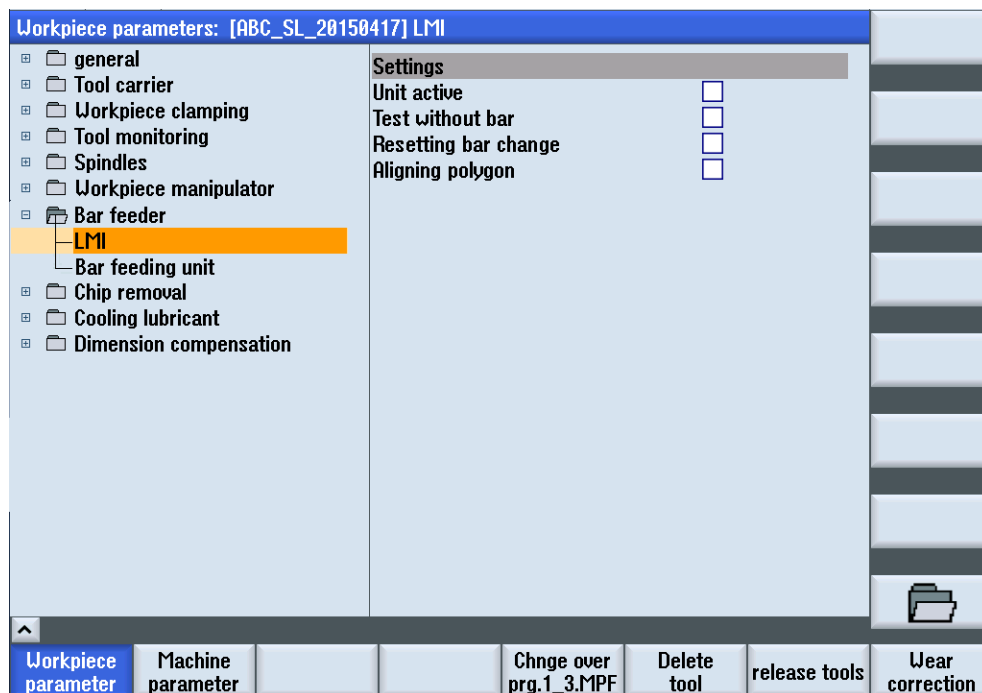 Workpiece parameters: [ABC_SL_20150417] LMI
general
Tool carrier
Workpiece clamping
Tool monitoring
Spindles
Workpiece manipulator
Bar feeder
LMI
Bar feeding unit
Chip removal
Cooling lubricant
Dimension compensation
Settings
Unit active
Test without bar
Resetting bar change
Aligning polygon
Workpiece
parameter
Machine
parameter
Chnge over
prg.1_3.MPF
Delete
tool
release tools
Wear
correction